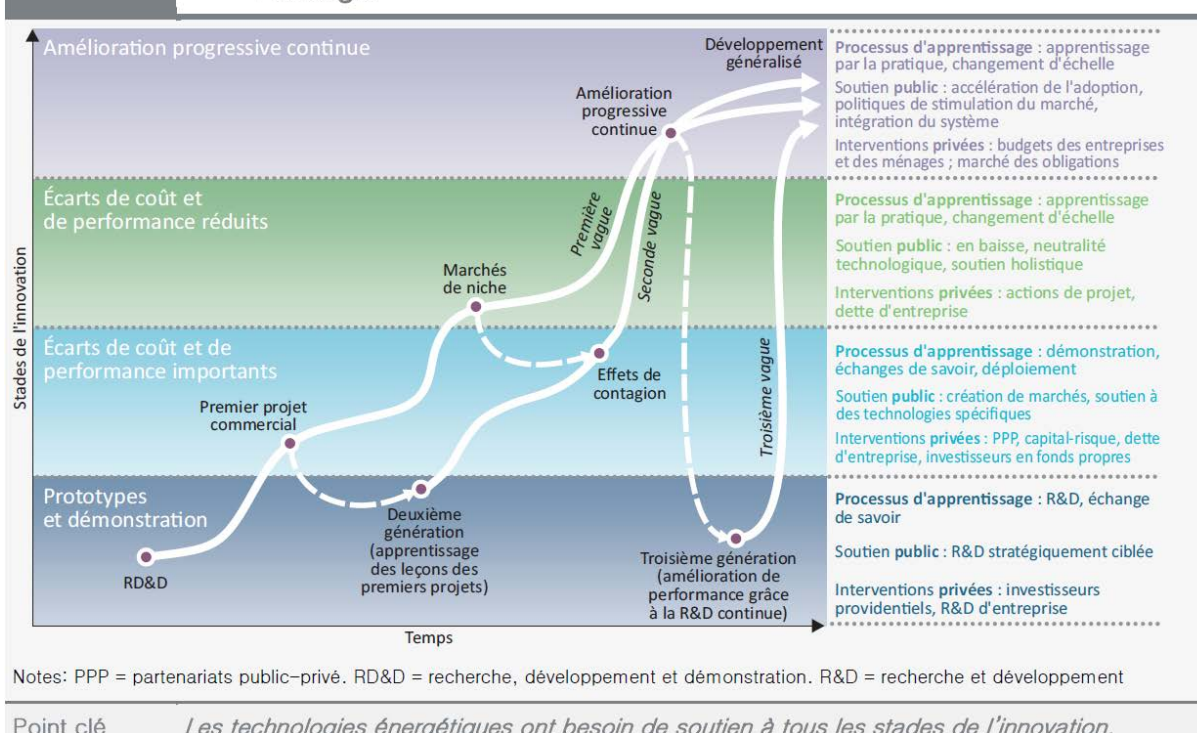 Amélioration progressive continue
Développement
généralisé
Amélioration
progressive
continue
Processus d'apprentissage : apprentissage
par la pratique, changement d'échelle
Soutien public : accélération de l'adoption,
politiques de stimulation du marché,
intégration du système
Interventions privées : budgets des entreprises
et des ménages ; marché des obligations
Écarts de coût et
de performance réduits
Première
vague
Seconde vague
Marchés
de niche
Processus d'apprentissage : apprentissage
par la pratique, changement d'échelle
Soutien public : en baisse, neutralité
technologique, soutien holistique
Interventions privées : actions de projet,
dette d'entreprise
Stades de l'innovation
Écarts de coût et de
performance importants
Premier projet
commercial
Effets de
contagion
Troisième vague
Processus d'apprentissage : démonstration,
échanges de savoir, déploiement
Soutien public : création de marchés, soutien à
des technologies spécifiques
Interventions privées : PPP, capital-risque, dette
d'entreprise, investisseurs en fonds propres
Prototypes
et démonstration
RD&D
Deuxième
génération
(apprentissage
des leçons des
premiers projets)
Troisième génération
(amélioration de
performance grâce
à la R&D continue)
Processus d'apprentissage : R&D, échange
de savoir
Soutien public : R&D stratégiquement ciblée
Interventions privées : investisseurs
providentiels, R&D d'entreprise
Temps
Notes: PPP = partenariats public-privé. RD&D = recherche, développement et démonstration. R&D = recherche et développement
Point clé Les technologies énergétiques ont besoin de soutien à tous les stades de l'innovation.